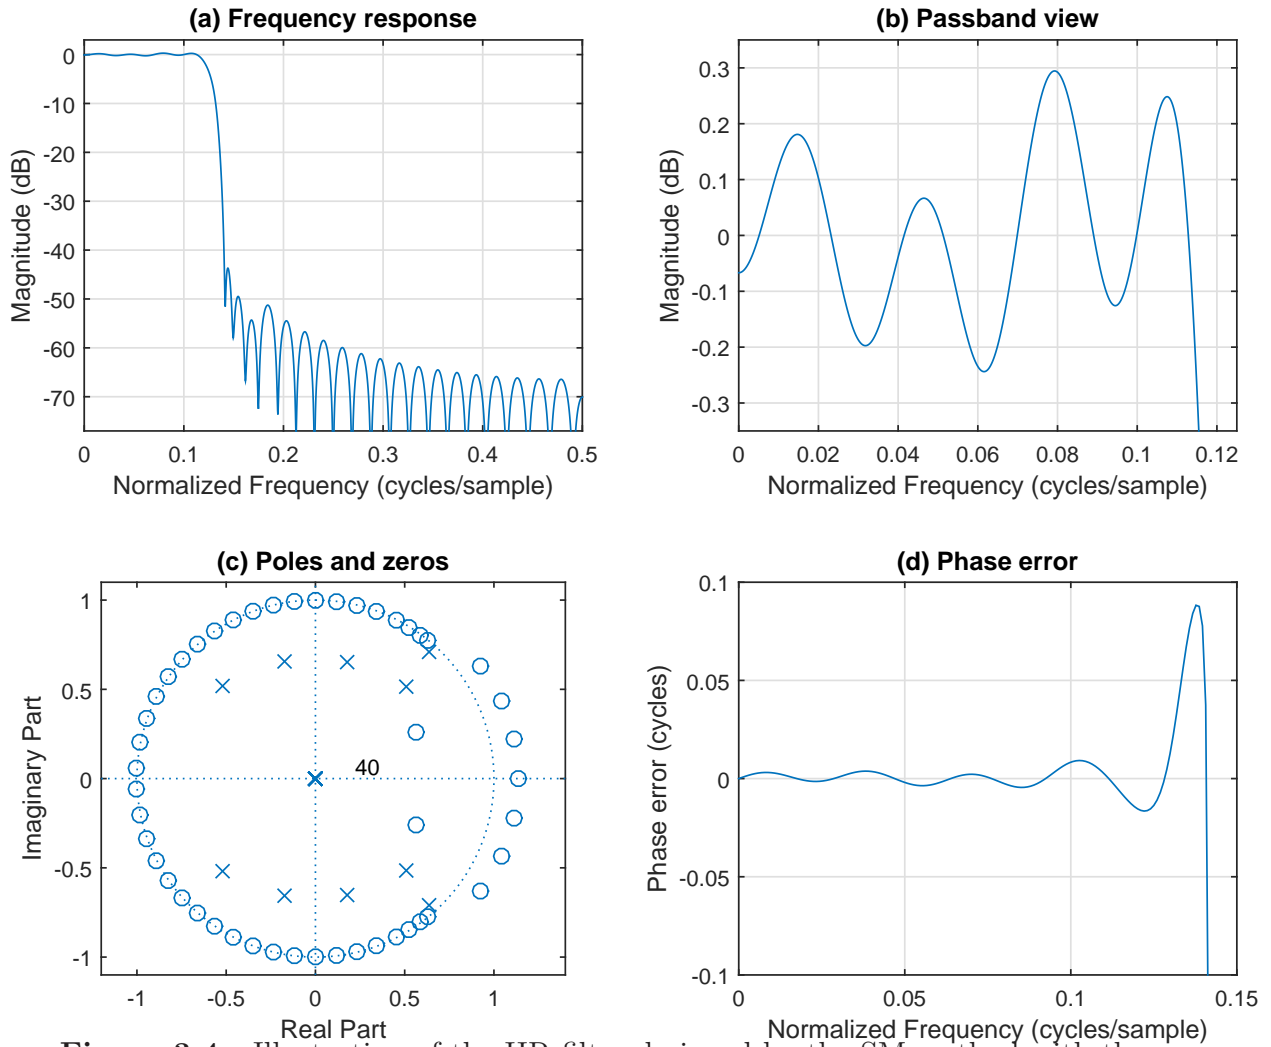 (a) Frequency response
0
-10
-20
-30
-40
-50
-60
-70
Magnitude (dB)
0 0.1 0.2 0.3 0.4 0.5
Normalized Frequency (cycles/sample)
(b) Passband view
0.3
0.2
0.1
0
-0.1
-0.2
-0.3
Magnitude (dB)
0 0.02 0.04 0.06 0.08 0.1 0.12
Normalized Frequency (cycles/sample)
(c) Poles and zeros
1
0.5
0
-0.5
-1
Imaginary Part
40
-1 -0.5 0 0.5 1
Real Part
(d) Phase error
0.1
0.05
0
-0.05
-0.1
Phase error (cycles)
0 0.05 0.1 0.15
Normalized Frequency (cycles/sample)